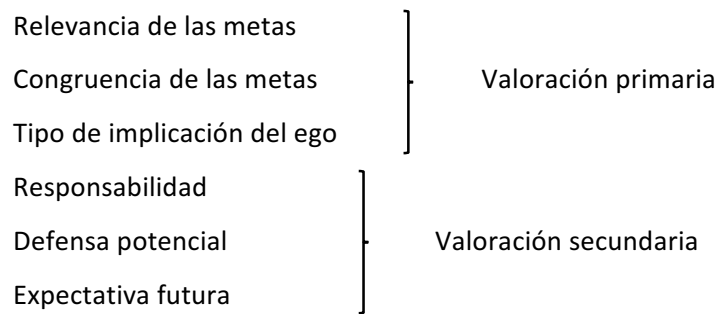 Relevancia de las metas
Congruencia de las metas
Valoración primaria
Tipo de implicación del ego
Responsabilidad
Defensa potencial
Valoración secundaria
Expectativa futura